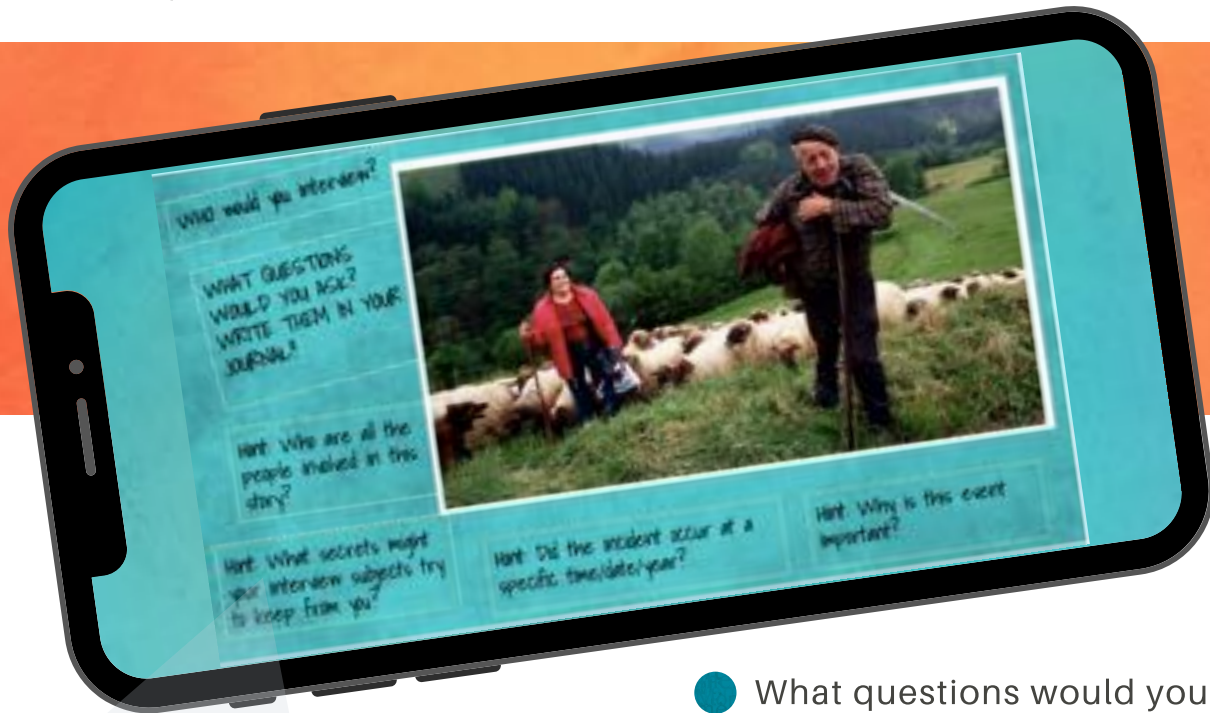 Who would you interview?
WHAT QUESTIONS
WOULD YOU ASK?
WRITE THEM IN YOUR
JOURNAL!
Hint: Who are all the
people involved in this
story?
Hint: What secrets might
your interview subjects try
to keep from you?
Hint: Did the incident occur at a
specific time/date/year?
Hint: Why is this event
important?
What questions would you